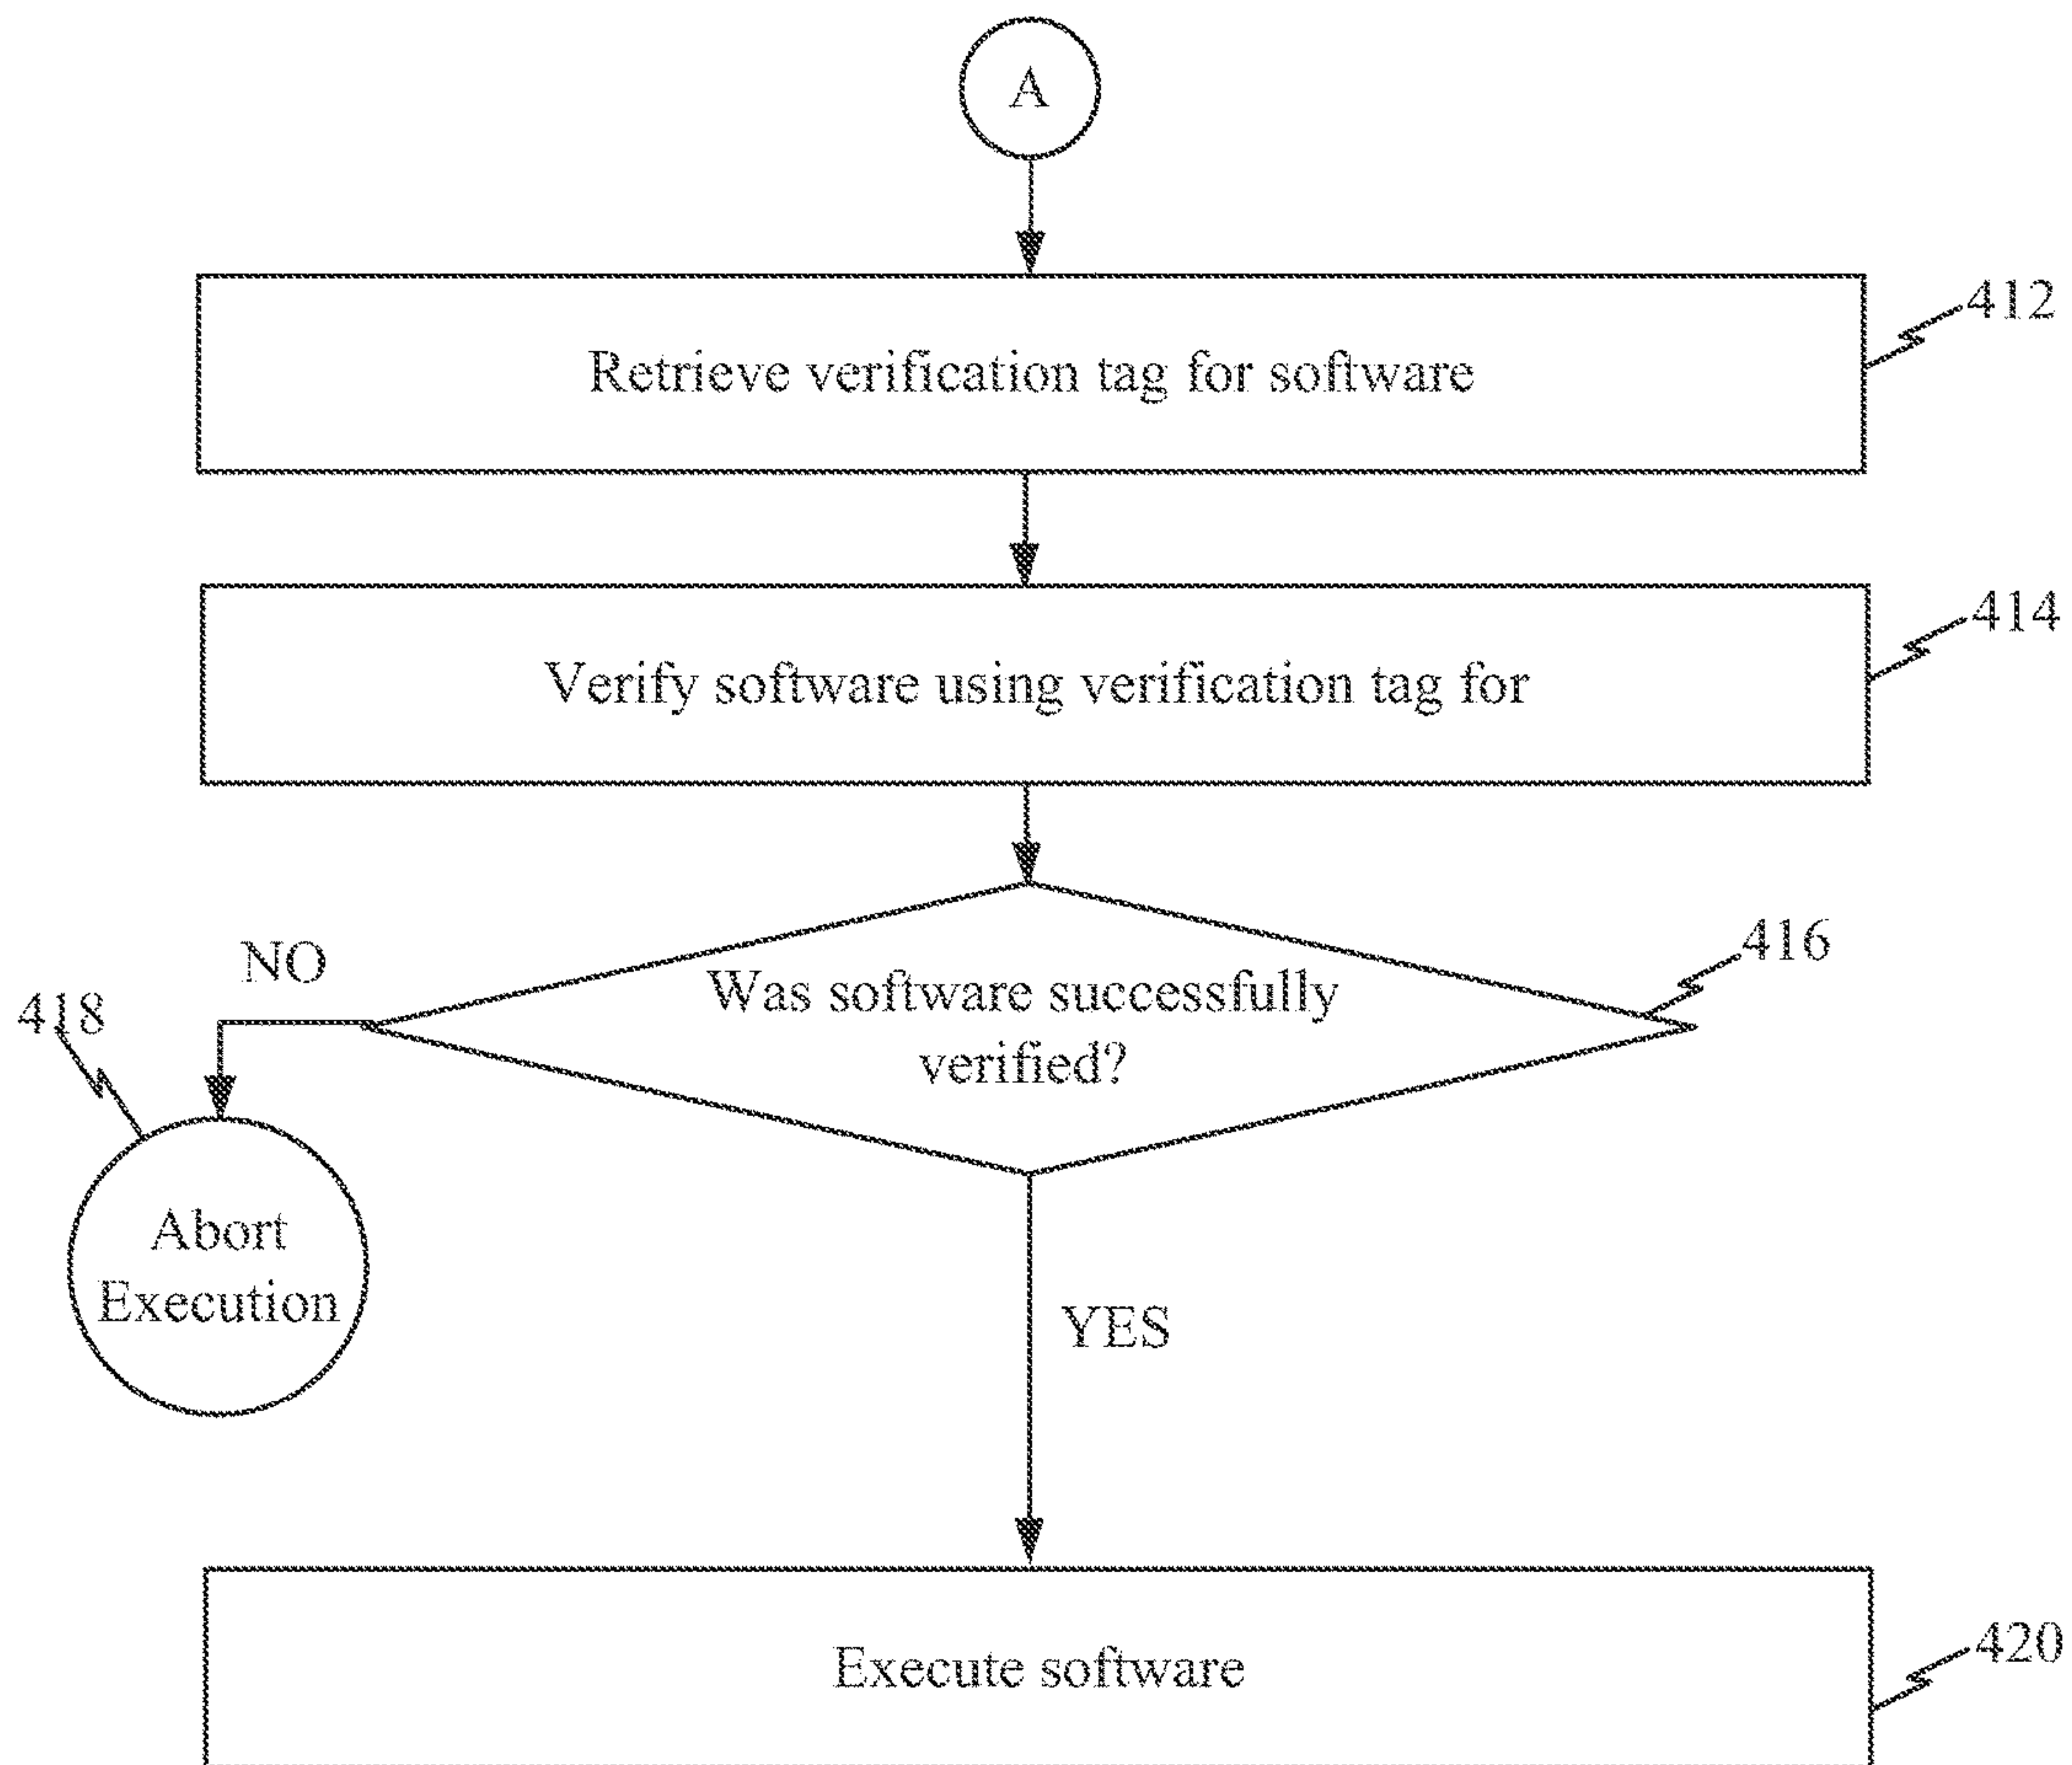 A
412
Retrieve verification tag for software
414
Verify software using verification tag for
416
NO
Was software successfully
verified?
418
Abort
Execution
YES
Execute software
420